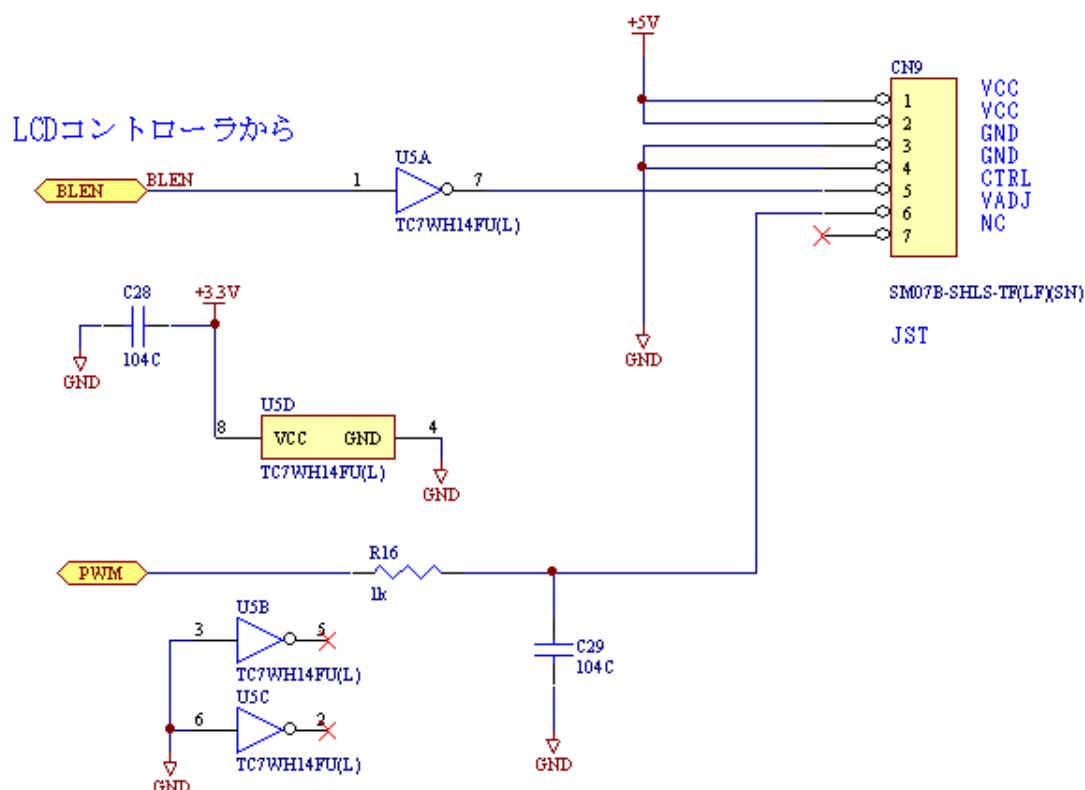 +5V
CN9
1 VCC
2 VCC
3 GND
4 GND
5 CTRL
6 VADJ
7 NC
SM07B-SHLS-TF(LF)(SN)
JST
GND
LCDコントローラから
BLEN
BLEN
U5A
1
7
TC7WH14FU(L)
C28
104C
+3.3V
GND
U5D
8
VCC
GND
4
TC7WH14FU(L)
GND
PWM
R16
1k
U5B
3
5
TC7WH14FU(L)
U5C
6
2
TC7WH14FU(L)
GND
C29
104C
GND